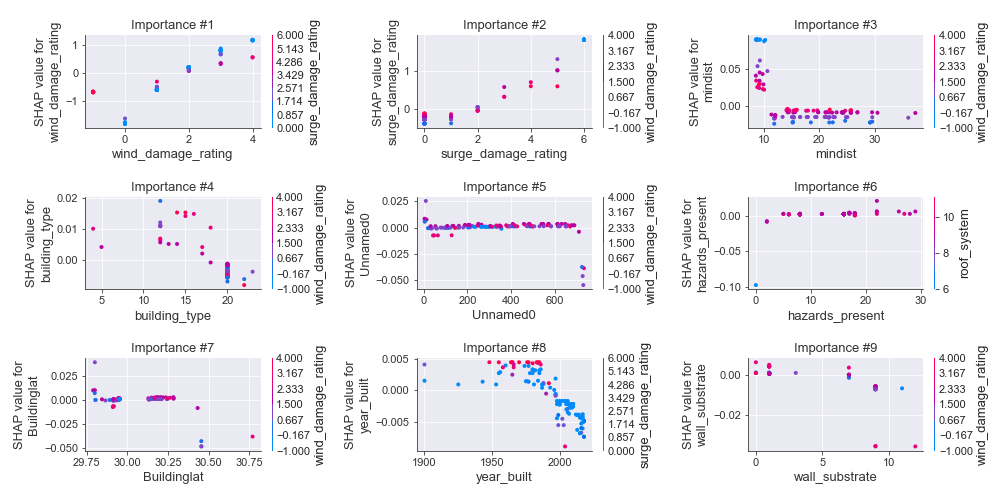 Importance #1
SHAP value for
wind_damage_rating
1
0
−1
0
2
4
wind_damage_rating
6.000
5.143
4.286
3.429
2.571
1.714
0.857
0.000
surge_damage_rating
Importance #2
SHAP value for
surge_damage_rating
1
0
0
2
4
6
surge_damage_rating
4.000
3.167
2.333
1.500
0.667
−0.167
−1.000
wind_damage_rating
Importance #3
SHAP value for
mindist
0.05
0.00
10
20
30
mindist
4.000
3.167
2.333
1.500
0.667
−0.167
−1.000
wind_damage_rating
Importance #4
SHAP value for
building_type
0.02
0.01
0.00
5
10
15
20
building_type
4.000
3.167
2.333
1.500
0.667
−0.167
−1.000
wind_damage_rating
Importance #5
SHAP value for
Unnamed0
0.025
0.000
−0.025
−0.050
0
200
400
600
Unnamed0
4.000
3.167
2.333
1.500
0.667
−0.167
−1.000
wind_damage_rating
Importance #6
SHAP value for
hazards_present
0.00
−0.05
−0.10
0
10
20
30
hazards_present
10
8
6
roof_system
Importance #7
SHAP value for
Buildinglat
0.025
0.000
−0.025
−0.050
29.75
30.00
30.25
30.50
30.75
Buildinglat
4.000
3.167
2.333
1.500
0.667
−0.167
−1.000
wind_damage_rating
Importance #8
SHAP value for
year_built
0.005
0.000
−0.005
1900
1950
2000
year_built
6.000
5.143
4.286
3.429
2.571
1.714
0.857
0.000
surge_damage_rating
Importance #9
SHAP value for
wall_substrate
0.00
−0.02
0
5
10
wall_substrate
4.000
3.167
2.333
1.500
0.667
−0.167
−1.000
wind_damage_rating